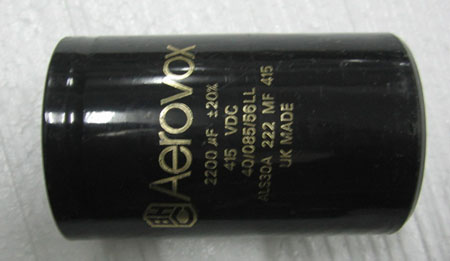 Aerovox
2200 µF ±20%
415 VDC
40/085/56LL
ALS30A 222 MF 415
UK MADE